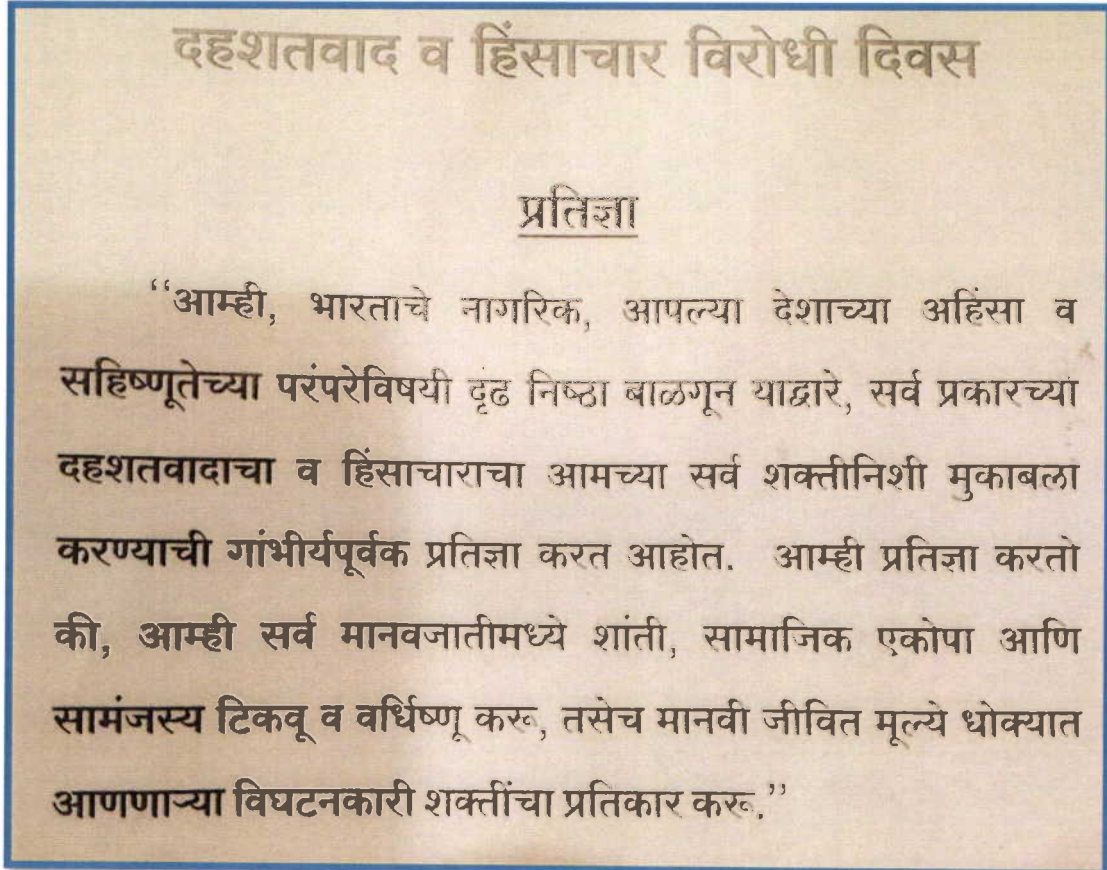 दहशतवाद व हिंसाचार विरोधी दिवस
प्रतिज्ञा
“आम्ही, भारताचे नागरिक, आपल्या देशाच्या अहिंसा व
सहिष्णूतेच्या परंपरेविषयी दृढ निष्ठा बाळगून याद्वारे, सर्व प्रकारच्या
दहशतवादाचा व हिंसाचाराचा आमच्या सर्व शक्तीनिशी मुकाबला
करण्याची गांभीर्यपूर्वक प्रतिज्ञा करत आहोत. आम्ही प्रतिज्ञा करतो
की, आम्ही सर्व मानवजातीमध्ये शांती, सामाजिक एकोपा आणि
सामंजस्य टिकवू व वर्धिष्णू करू, तसेच मानवी जीवित मूल्ये धोक्यात
आणणाऱ्या विघटनकारी शक्तींचा प्रतिकार करू.”